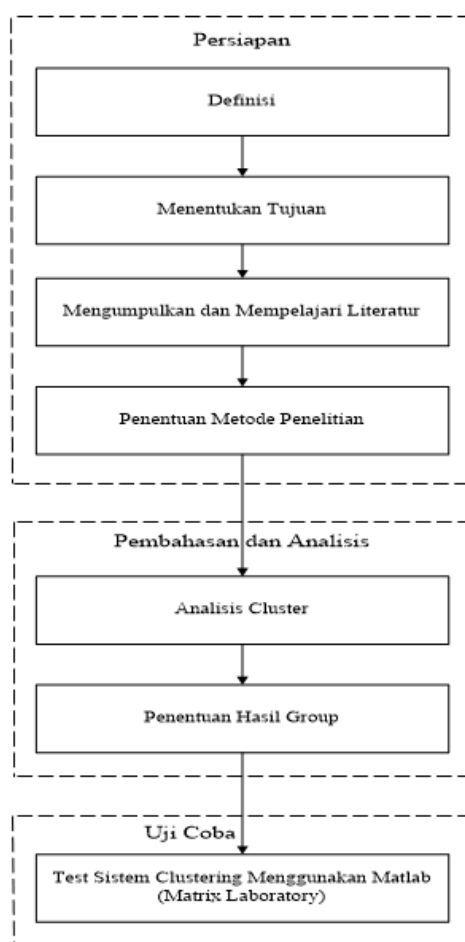 Persiapan
Definisi
Menentukan Tujuan
Mengumpulkan dan Mempelajari Literatur
Penentuan Metode Penelitian
Pembahasan dan Analisis
Analisis Cluster
Penentuan Hasil Group
Uji Coba
Test Sistem Clustering Menggunakan Matlab
(Matrix Laboratory)